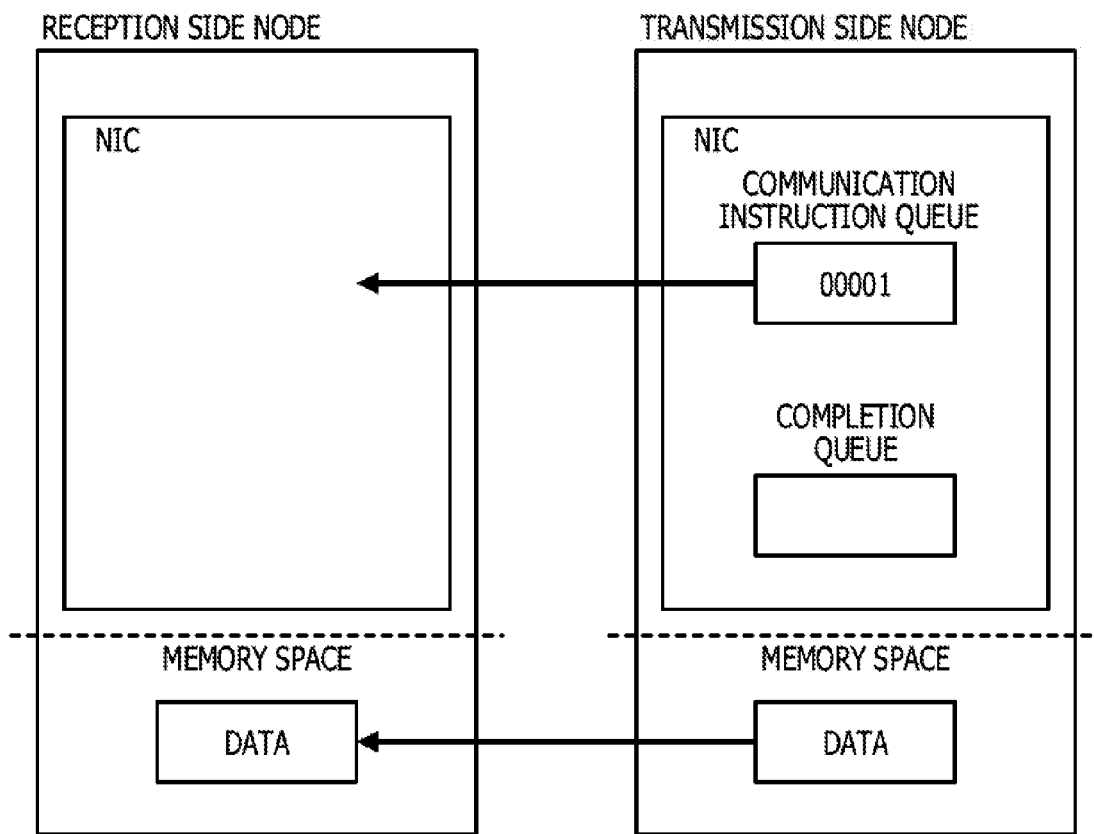 RECEPTION SIDE NODE
TRANSMISSION SIDE NODE
NIC
NIC
COMMUNICATION
INSTRUCTION QUEUE
00001
COMPLETION
QUEUE
MEMORY SPACE
MEMORY SPACE
DATA
DATA